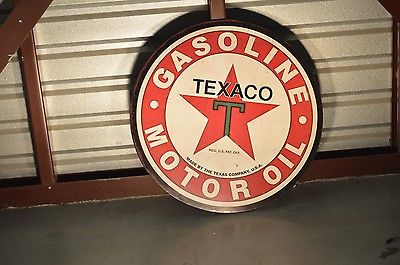 GASOLINE
TEXACO
T
REG. U.S. PAT. OFF.
MADE BY THE TEXAS COMPANY, U.S.A.
MOTOR OIL